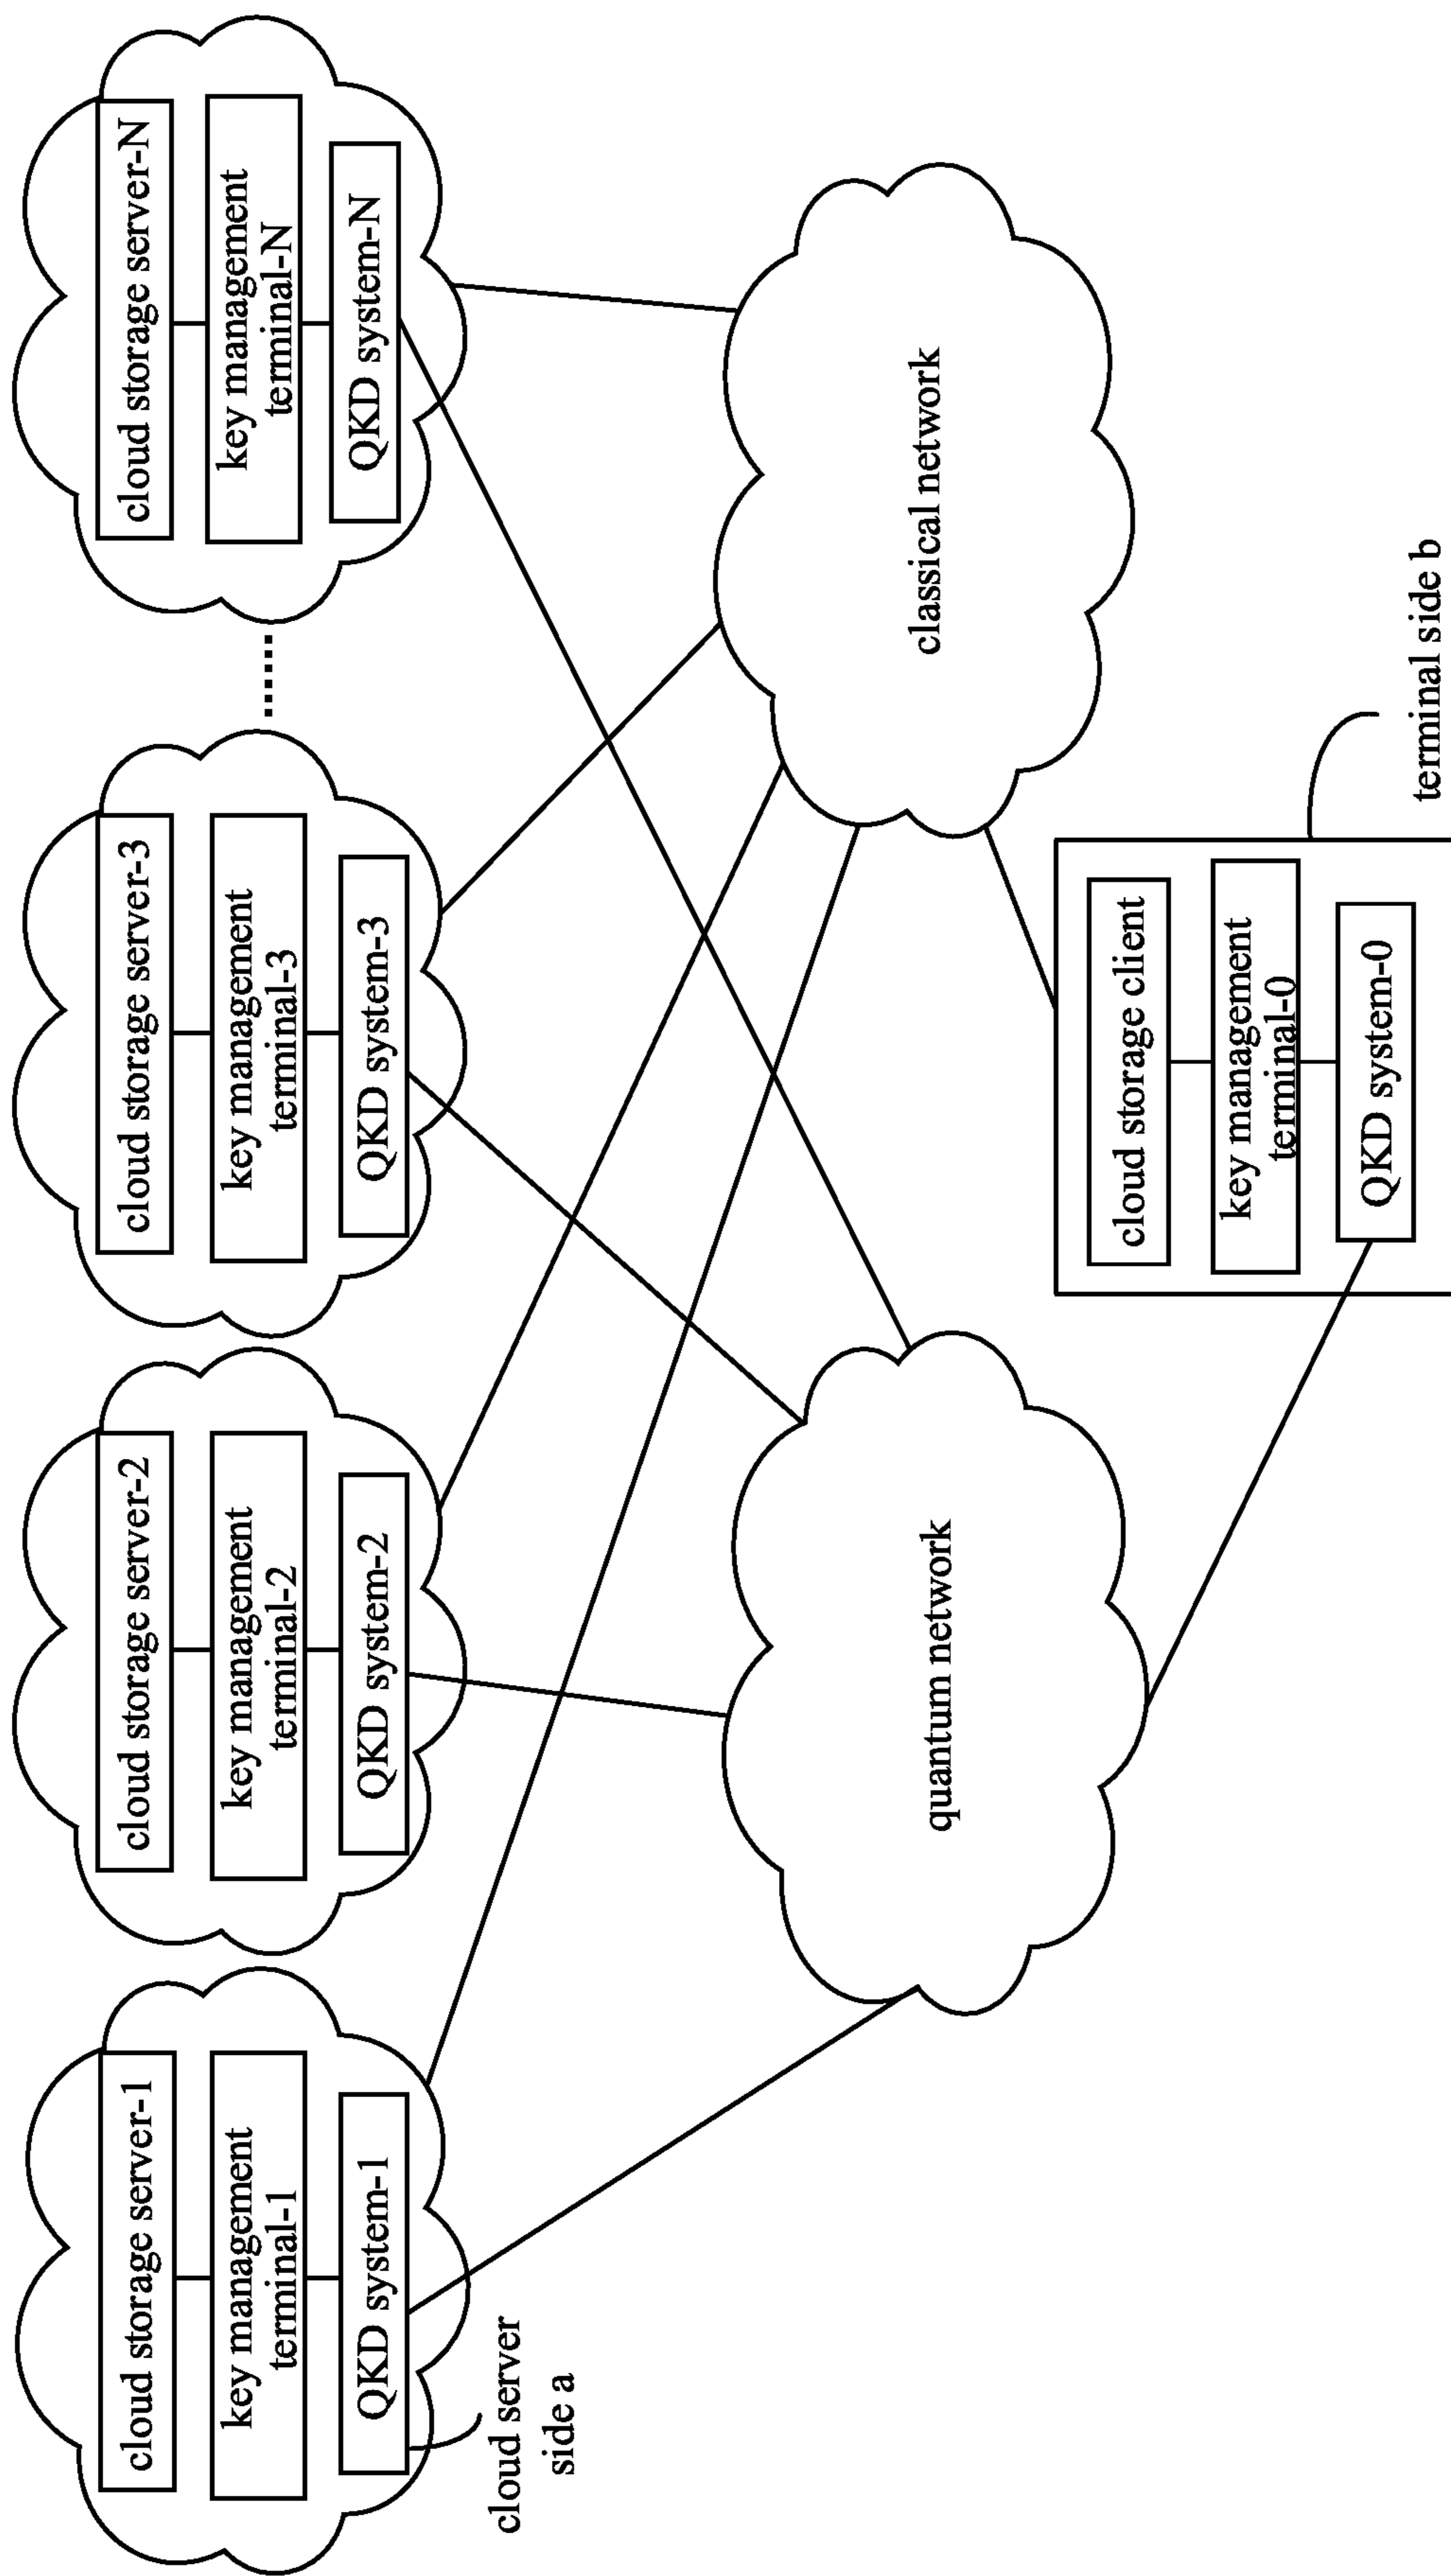 cloud storage server-1
key management
terminal-1
QKD system-1
cloud server
side a
cloud storage server-2
key management
terminal-2
QKD system-2
cloud storage server-3
key management
terminal-3
QKD system-3
.......
cloud storage server-N
key management
terminal-N
QKD system-N
quantum network
classical network
cloud storage client
key management
terminal-0
QKD system-0
terminal side b